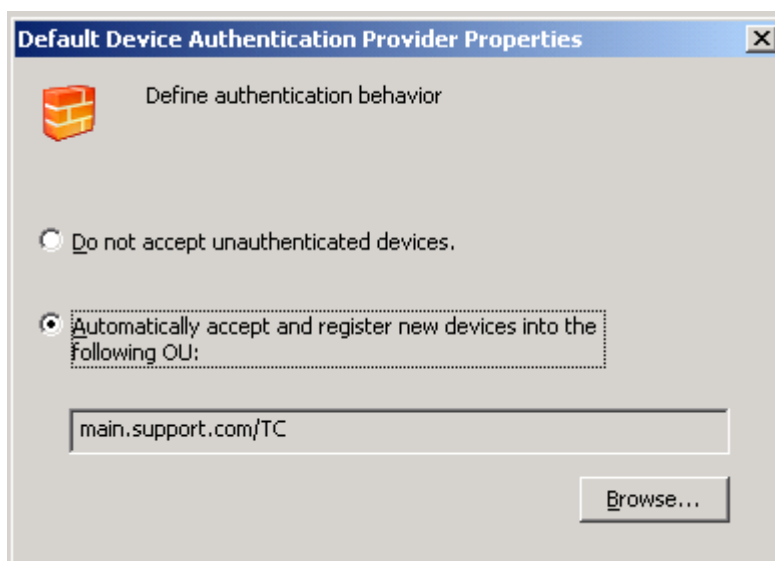 Default Device Authentication Provider Properties
Define authentication behavior
Do not accept unauthenticated devices.
Automatically accept and register new devices into the
following OU:
main.support.com/TC
Browse...